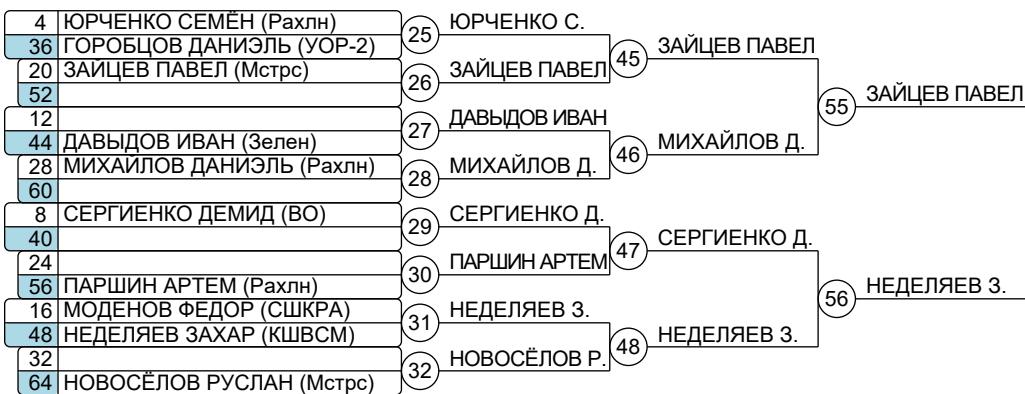 4 ЮРЧЕНКО СЕМЁН (Рахлн)
36 ГОРОБЦОВ ДАНИЭЛЬ (УОР-2)
20 ЗАЙЦЕВ ПАВЕЛ (Мстрс)
52
12
44 ДАВЫДОВ ИВАН (Зелен)
28 МИХАЙЛОВ ДАНИЭЛЬ (Рахлн)
60
8 СЕРГИЕНКО ДЕМИД (ВО)
40
24
56 ПАРШИН АРТЕМ (Рахлн)
16 МОДЕНОВ ФЕДОР (СШКРА)
48 НЕДЕЛЯЕВ ЗАХАР (КШВСМ)
32
64 НОВОСЁЛОВ РУСЛАН (Мстрс)
25 ЮРЧЕНКО С.
26 ЗАЙЦЕВ ПАВЕЛ
27 ДАВЫДОВ ИВАН
28 МИХАЙЛОВ Д.
29 СЕРГИЕНКО Д.
30 ПАРШИН АРТЕМ
31 НЕДЕЛЯЕВ З.
32 НОВОСЁЛОВ Р.
45 ЗАЙЦЕВ ПАВЕЛ
46 МИХАЙЛОВ Д.
47 СЕРГИЕНКО Д.
48 НЕДЕЛЯЕВ З.
55 ЗАЙЦЕВ ПАВЕЛ
56 НЕДЕЛЯЕВ З.